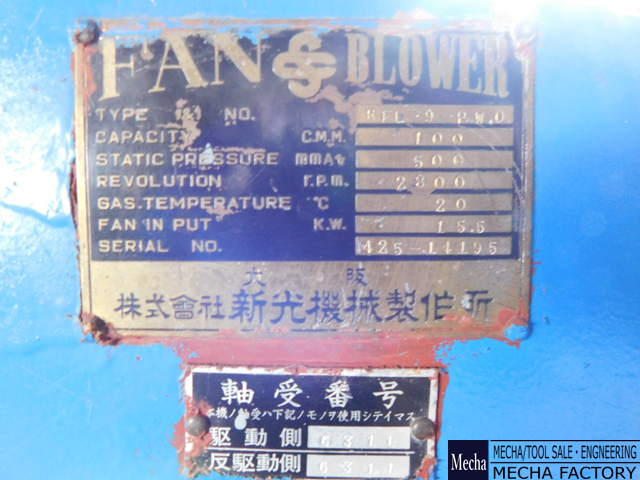 FAN & BLOWER
TYPE & NO. KFL-9 P.W.O
CAPACITY C.M.M. 100
STATIC PRESSURE mmAq 500
REVOLUTION r.p.m. 2800
GAS.TEMPERATURE °C 20
FAN IN PUT K.W. 15.5
SERIAL NO. 425-14195
大阪
株式會社 新光機械製作所
軸受番号
本機ノ軸受ハ下記ノモノヲ使用シテイマス
駆動側 6311
反駆動側 6311
Mecha MECHA/TOOL SALE・ENGNEERING
MECHA FACTORY